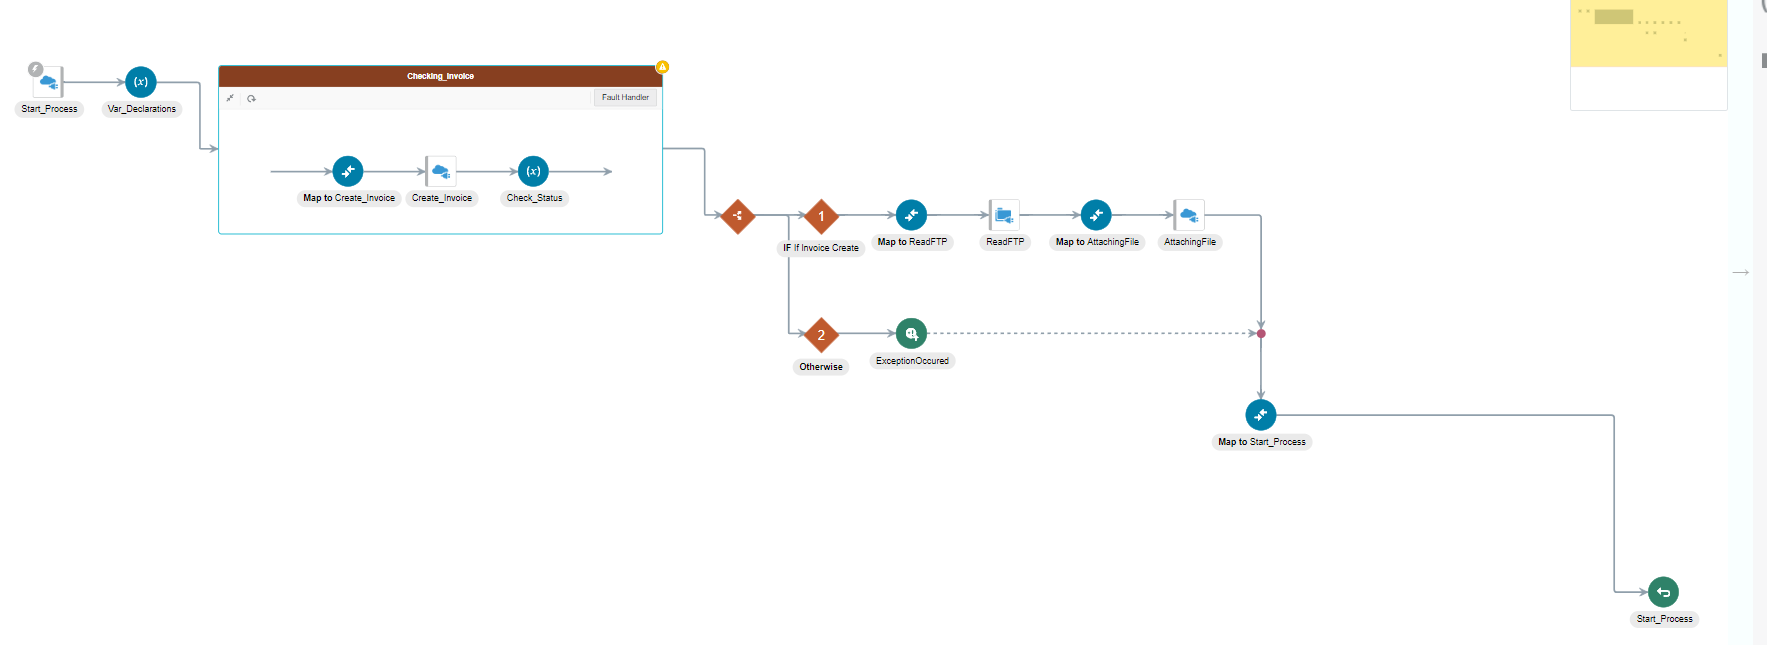 Checking_Invoice
Start_Process
(x)
Var_Declarations
Fault Handler
Map to Create_Invoice
Create_Invoice
(x)
Check_Status
1
IF If Invoice Create
Map to ReadFTP
ReadFTP
Map to AttachingFile
AttachingFile
2
Otherwise
ExceptionOccured
Map to Start_Process
Start_Process